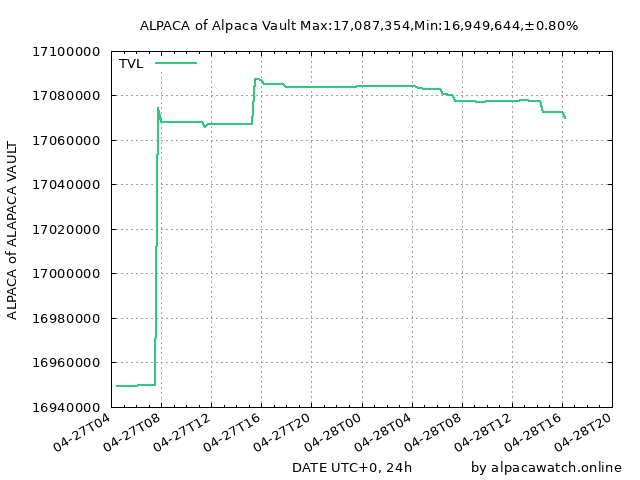 ALPACA of Alpaca Vault Max:17,087,354,Min:16,949,644,±0.80%
TVL
17100000
17080000
17060000
17040000
17020000
17000000
16980000
16960000
16940000
ALPACA of ALAPACA VAULT
04-27T04
04-27T08
04-27T12
04-27T16
04-27T20
04-28T00
04-28T04
04-28T08
04-28T12
04-28T16
04-28T20
DATE UTC+0, 24h
by alpacawatch.online